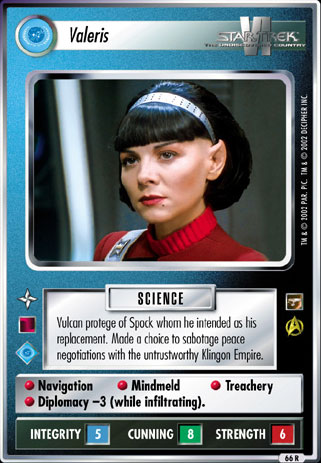 Valeris
STAR TREK
VI
THE UNDISCOVERED COUNTRY
TM & © 2002 PAR. PIC. TM & © 2002 DECIPHER INC.
SCIENCE
Vulcan protege of Spock whom he intended as his
replacement. Made a choice to sabotage peace
negotiations with the untrustworthy Klingon Empire.
Navigation Mindmeld Treachery
Diplomacy –3 (while infiltrating).
INTEGRITY 5 CUNNING 8 STRENGTH 6
66 R